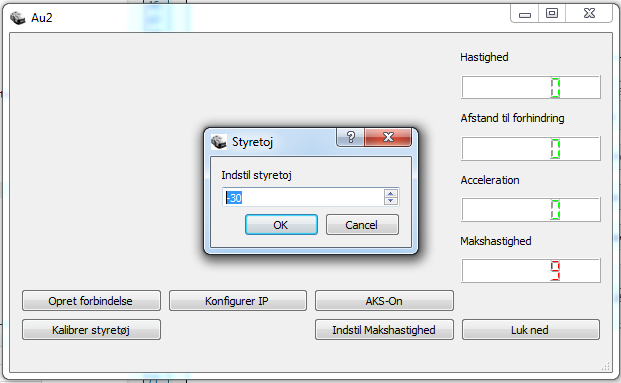 Au2
Hastighed
0
Afstand til forhindring
0
Acceleration
0
Makshastighed
9
Styretoj
Indstil styretoj
-30
OK Cancel
Opret forbindelse Konfigurer IP AKS-On
Kalibrer styretøj Indstil Makshastighed Luk ned